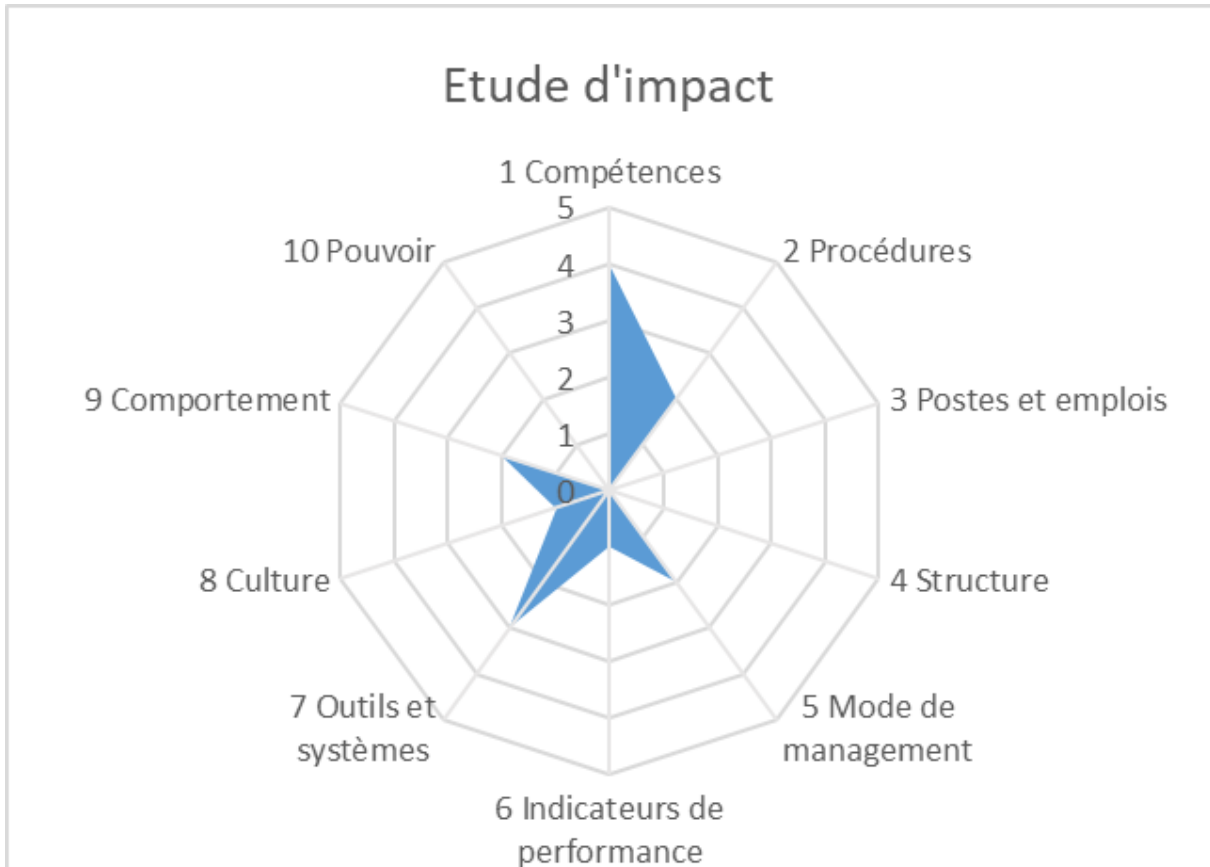 Etude d'impact
1 Compétences
5
10 Pouvoir
2 Procédures
4
3
9 Comportement
2
3 Postes et emplois
1
0
8 Culture
4 Structure
7 Outils et
systèmes
5 Mode de
management
6 Indicateurs de
performance